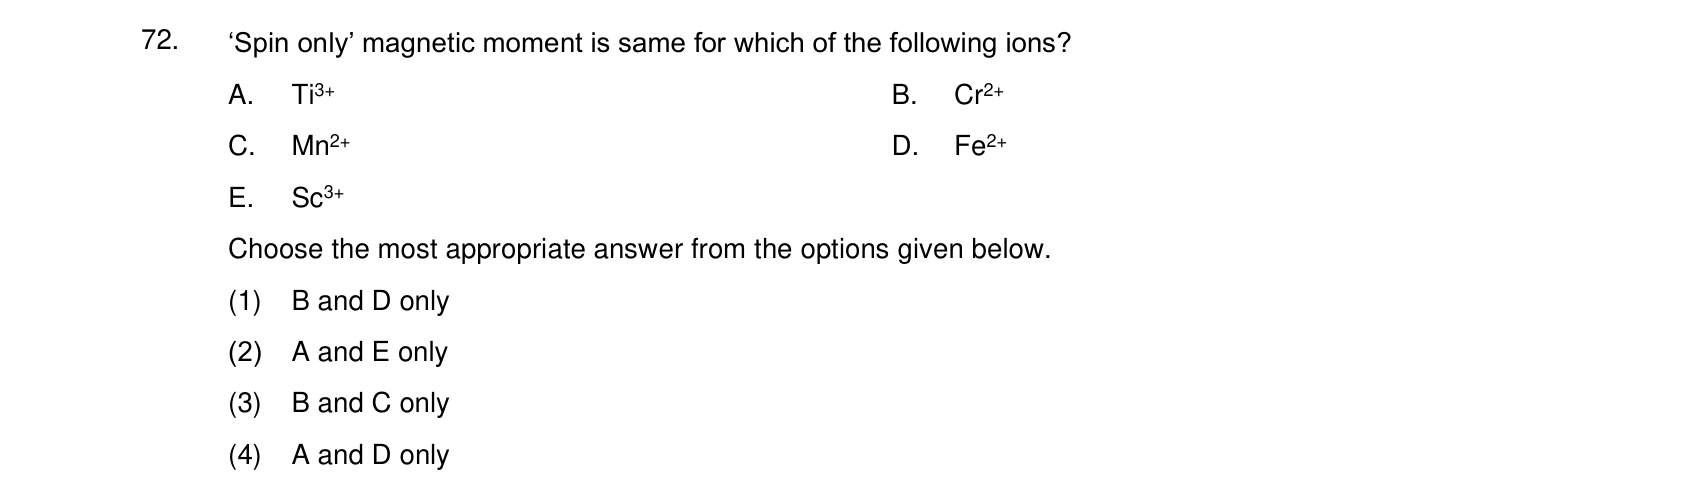 72. ‘Spin only’ magnetic moment is same for which of the following ions?
A. Ti³⁺ B. Cr²⁺
C. Mn²⁺ D. Fe²⁺
E. Sc³⁺
Choose the most appropriate answer from the options given below.
(1) B and D only
(2) A and E only
(3) B and C only
(4) A and D only